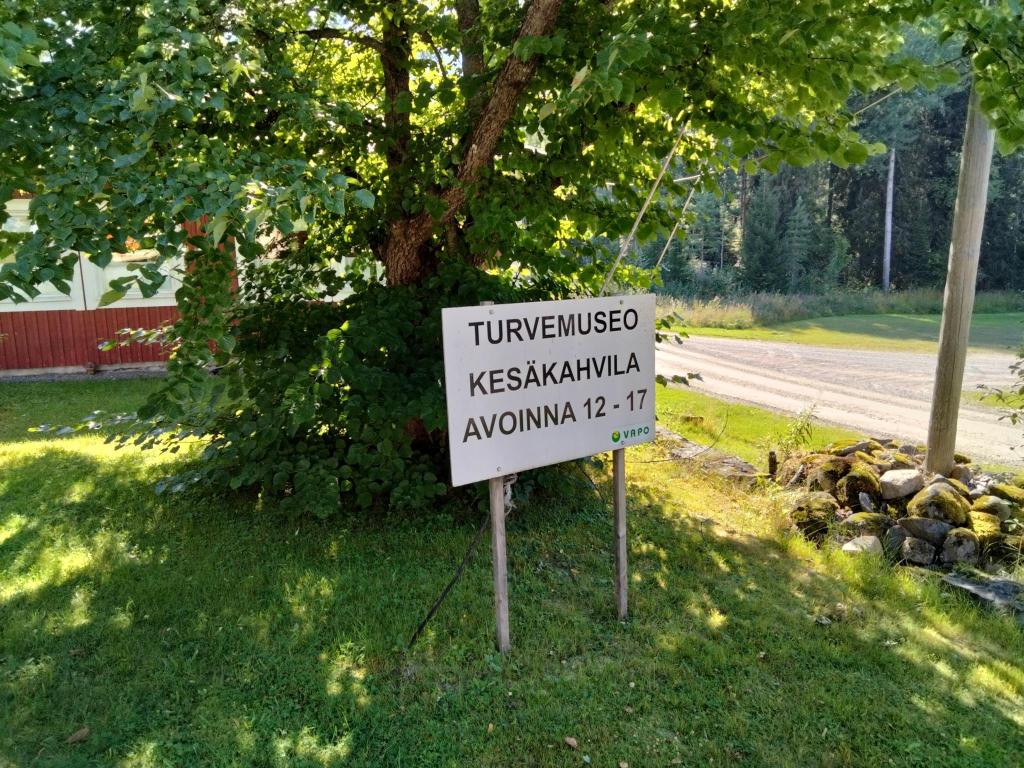 TURVEMUSEO
KESÄKAHVILA
AVOINNA 12 - 17
VAPO